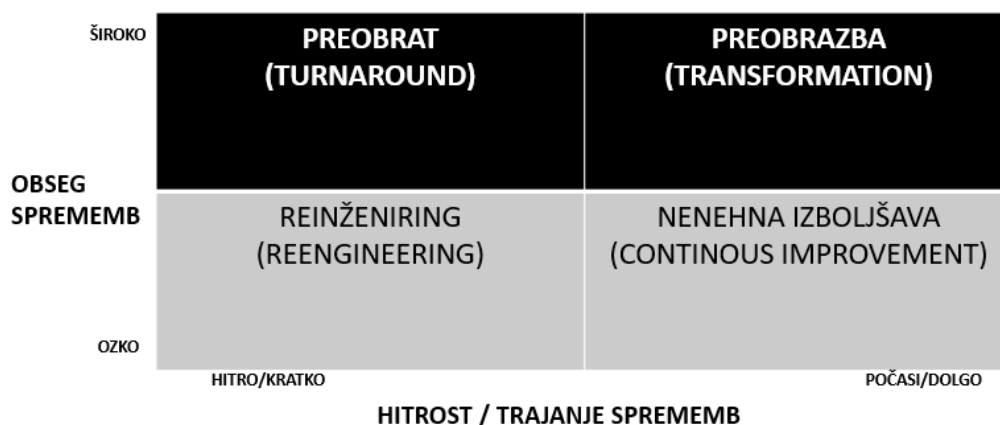 ŠIROKO
PREOBRAT
(TURNAROUND)
PREOBRAZBA
(TRANSFORMATION)
OBSEG
SPREMEMB
REINŽENIRING
(REENGINEERING)
NENEHNA IZBOLJŠAVA
(CONTINOUS IMPROVEMENT)
OZKO
HITRO/KRATKO
POČASI/DOLGO
HITROST / TRAJANJE SPREMEMB